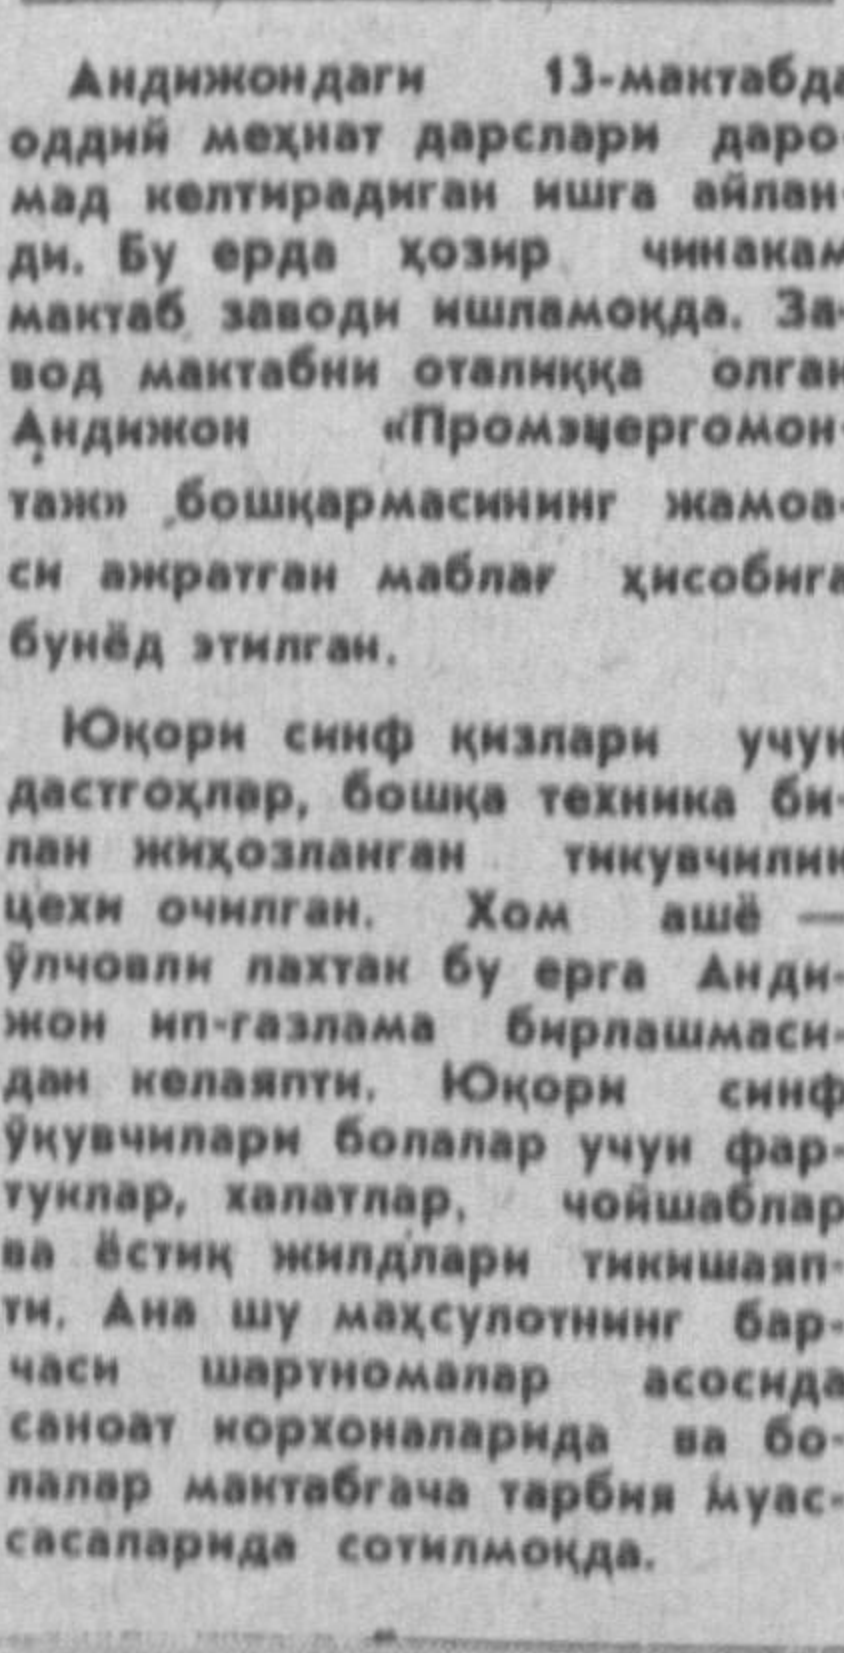 Андижондаги 13-мактабда
оддий меҳнат дарслари даро-
мад келтирадиган ишга айлан-
ди. Бу ерда ҳозир чинакам
мактаб заводи ишламоқда. За-
вод мактабни оталиққа олган
Андижон «Промэнергомон-
таж» бошқармасининг жамоа-
си ажратган маблағ ҳисобига
бунёд этилган.
Юқори синф қизлари учун
дастгоҳлар, бошқа техника би-
лан жиҳозланган тикувчилик
цехи очилган. Хом ашё —
ўлчовли лахтак бу ерга Анди-
жон ип-газлама бирлашмаси-
дан келаяпти. Юқори синф
ўқувчилари болалар учун фар-
туклар, халатлар, чойшаблар
ва ёстиқ жилдлари тикишаяп-
ти. Ана шу маҳсулотнинг бар-
часи шартномалар асосида
саноат корхоналарида ва бо-
лалар мактабгача тарбия муас-
сасаларида сотилмоқда.